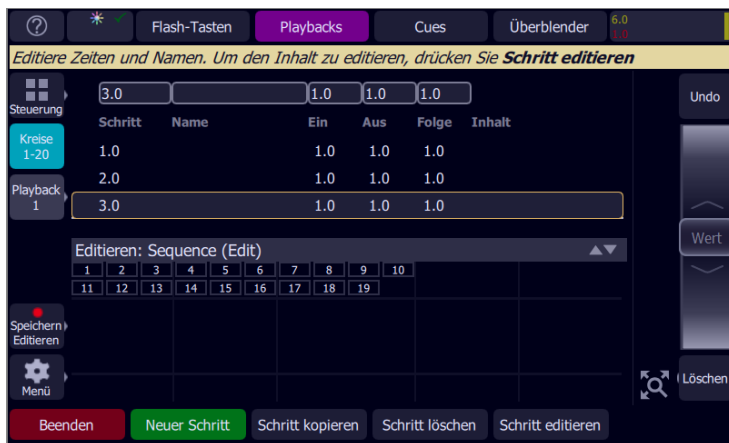 ?
Flash-Tasten Playbacks Cues Überblender 6.0
1.0
Editiere Zeiten und Namen. Um den Inhalt zu editieren, drücken Sie Schritt editieren
Steuerung
Kreise
1-20
Playback
1
Speichern
Editieren
Menü
3.0 1.0 1.0 1.0
Schritt Name Ein Aus Folge Inhalt
1.0 1.0 1.0 1.0
2.0 1.0 1.0 1.0
3.0 1.0 1.0 1.0
Editieren: Sequence (Edit)
1 2 3 4 5 6 7 8 9 10
11 12 13 14 15 16 17 18 19
Undo
Wert
Löschen
Beenden Neuer Schritt Schritt kopieren Schritt löschen Schritt editieren